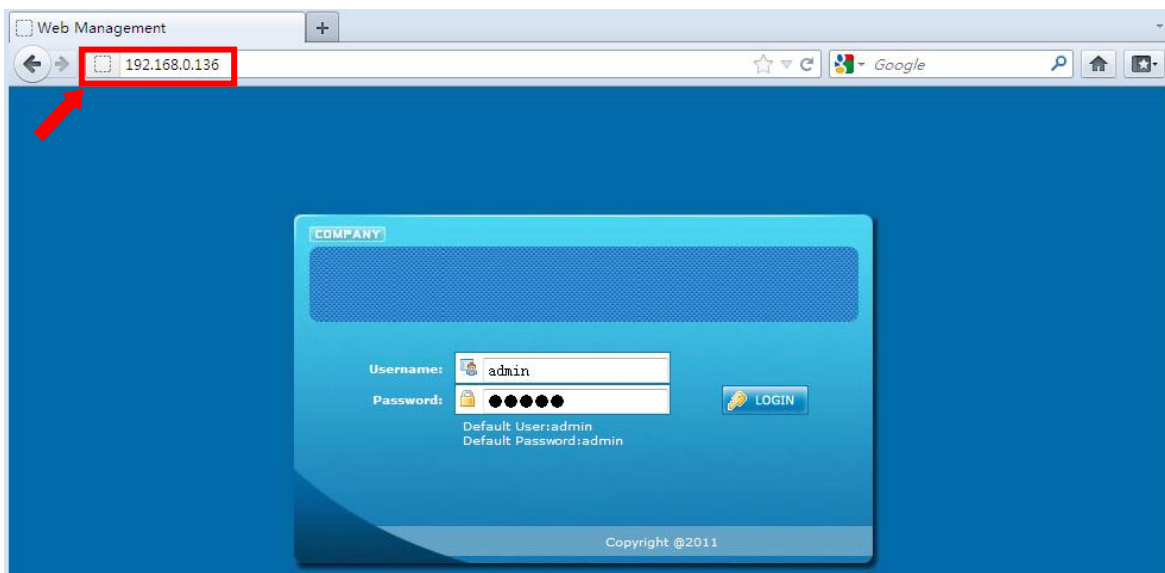 Web Management
192.168.0.136
Google
COMPANY
Username: admin
Password: ●●●●●
LOGIN
Default User:admin
Default Password:admin
Copyright @2011